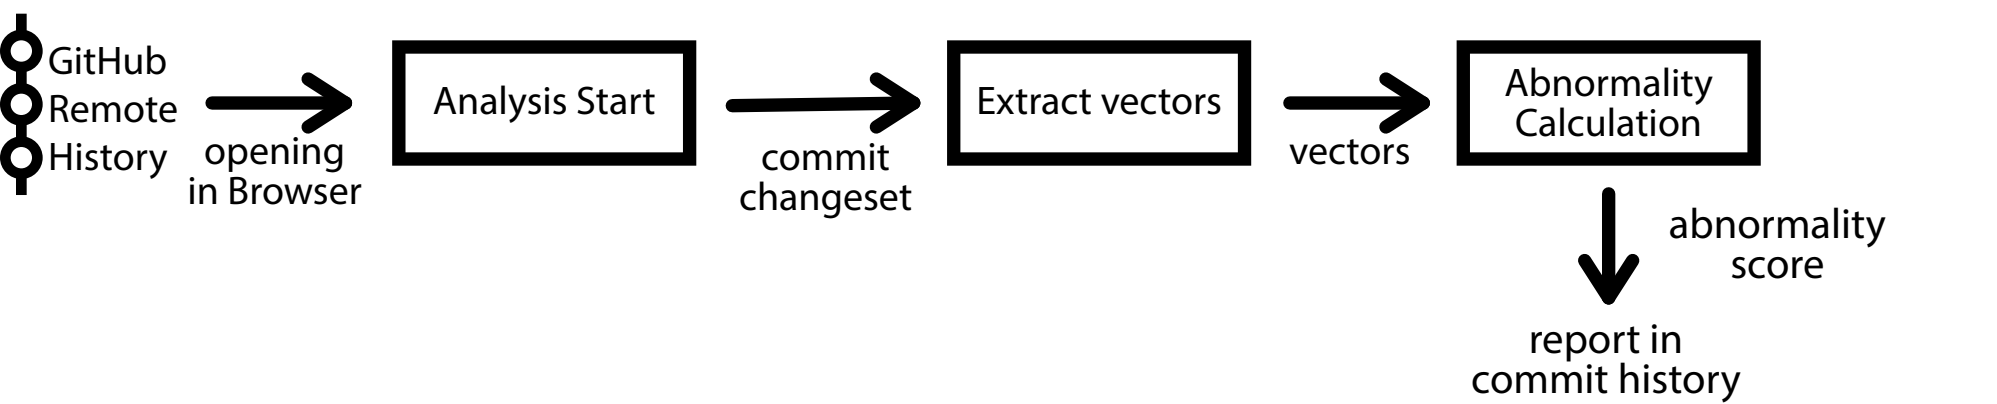 GitHub
Remote
History
opening
in Browser
Analysis Start
commit
changeset
Extract vectors
vectors
Abnormality
Calculation
abnormality
score
report in
commit history